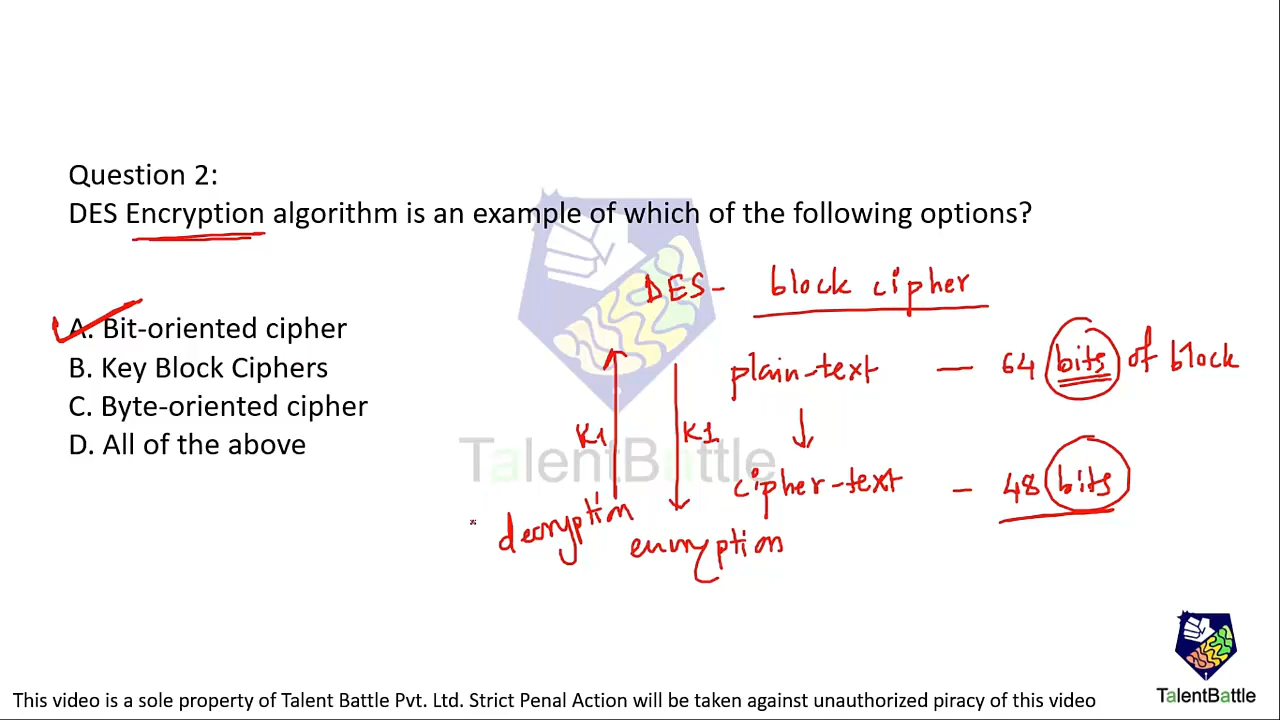 Question 2:
DES Encryption algorithm is an example of which of the following options?
DES - block cipher
A. Bit-oriented cipher
B. Key Block Ciphers
C. Byte-oriented cipher
D. All of the above
plain-text — 64 bits of block
K1 K1
TalentBattle
cipher-text — 48 bits
decryption
encryption
TalentBattle
This video is a sole property of Talent Battle Pvt. Ltd. Strict Penal Action will be taken against unauthorized piracy of this video